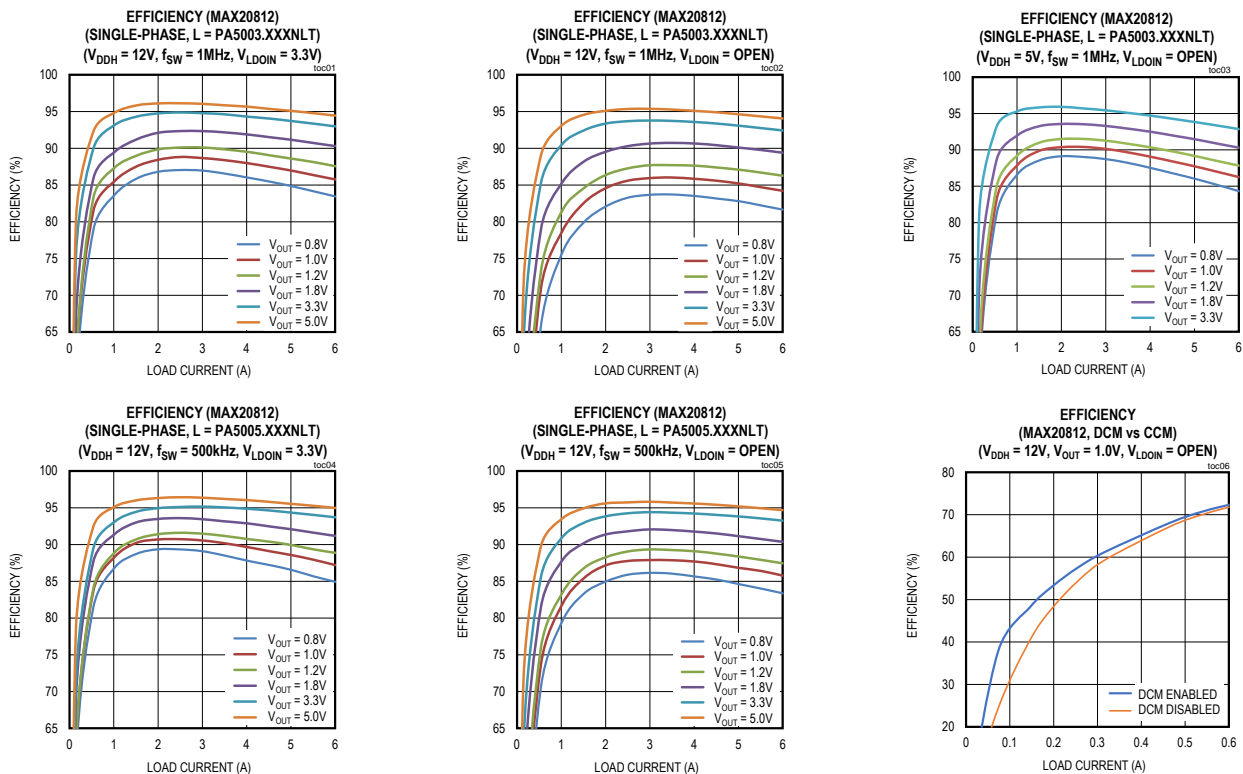 EFFICIENCY (MAX20812)
(SINGLE-PHASE, L = PA5003.XXXNLT)
(VDDH = 12V, fSW = 1MHz, VLDOIN = 3.3V)
toc01
100
95
90
85
80
75
70
65
EFFICIENCY (%)
VOUT = 0.8V
VOUT = 1.0V
VOUT = 1.2V
VOUT = 1.8V
VOUT = 3.3V
VOUT = 5.0V
0 1 2 3 4 5 6
LOAD CURRENT (A)
EFFICIENCY (MAX20812)
(SINGLE-PHASE, L = PA5003.XXXNLT)
(VDDH = 12V, fSW = 1MHz, VLDOIN = OPEN)
toc02
100
95
90
85
80
75
70
65
EFFICIENCY (%)
VOUT = 0.8V
VOUT = 1.0V
VOUT = 1.2V
VOUT = 1.8V
VOUT = 3.3V
VOUT = 5.0V
0 1 2 3 4 5 6
LOAD CURRENT (A)
EFFICIENCY (MAX20812)
(SINGLE-PHASE, L = PA5003.XXXNLT)
(VDDH = 5V, fSW = 1MHz, VLDOIN = OPEN)
toc03
100
95
90
85
80
75
70
65
EFFICIENCY (%)
VOUT = 0.8V
VOUT = 1.0V
VOUT = 1.2V
VOUT = 1.8V
VOUT = 3.3V
0 1 2 3 4 5 6
LOAD CURRENT (A)
EFFICIENCY (MAX20812)
(SINGLE-PHASE, L = PA5005.XXXNLT)
(VDDH = 12V, fSW = 500kHz, VLDOIN = 3.3V)
toc04
100
95
90
85
80
75
70
65
EFFICIENCY (%)
VOUT = 0.8V
VOUT = 1.0V
VOUT = 1.2V
VOUT = 1.8V
VOUT = 3.3V
VOUT = 5.0V
0 1 2 3 4 5 6
LOAD CURRENT (A)
EFFICIENCY (MAX20812)
(SINGLE-PHASE, L = PA5005.XXXNLT)
(VDDH = 12V, fSW = 500kHz, VLDOIN = OPEN)
toc05
100
95
90
85
80
75
70
65
EFFICIENCY (%)
VOUT = 0.8V
VOUT = 1.0V
VOUT = 1.2V
VOUT = 1.8V
VOUT = 3.3V
VOUT = 5.0V
0 1 2 3 4 5 6
LOAD CURRENT (A)
EFFICIENCY
(MAX20812, DCM vs CCM)
(VDDH = 12V, VOUT = 1.0V, VLDOIN = OPEN)
toc06
80
70
60
50
40
30
20
EFFICIENCY (%)
DCM ENABLED
DCM DISABLED
0 0.1 0.2 0.3 0.4 0.5 0.6
LOAD CURRENT (A)